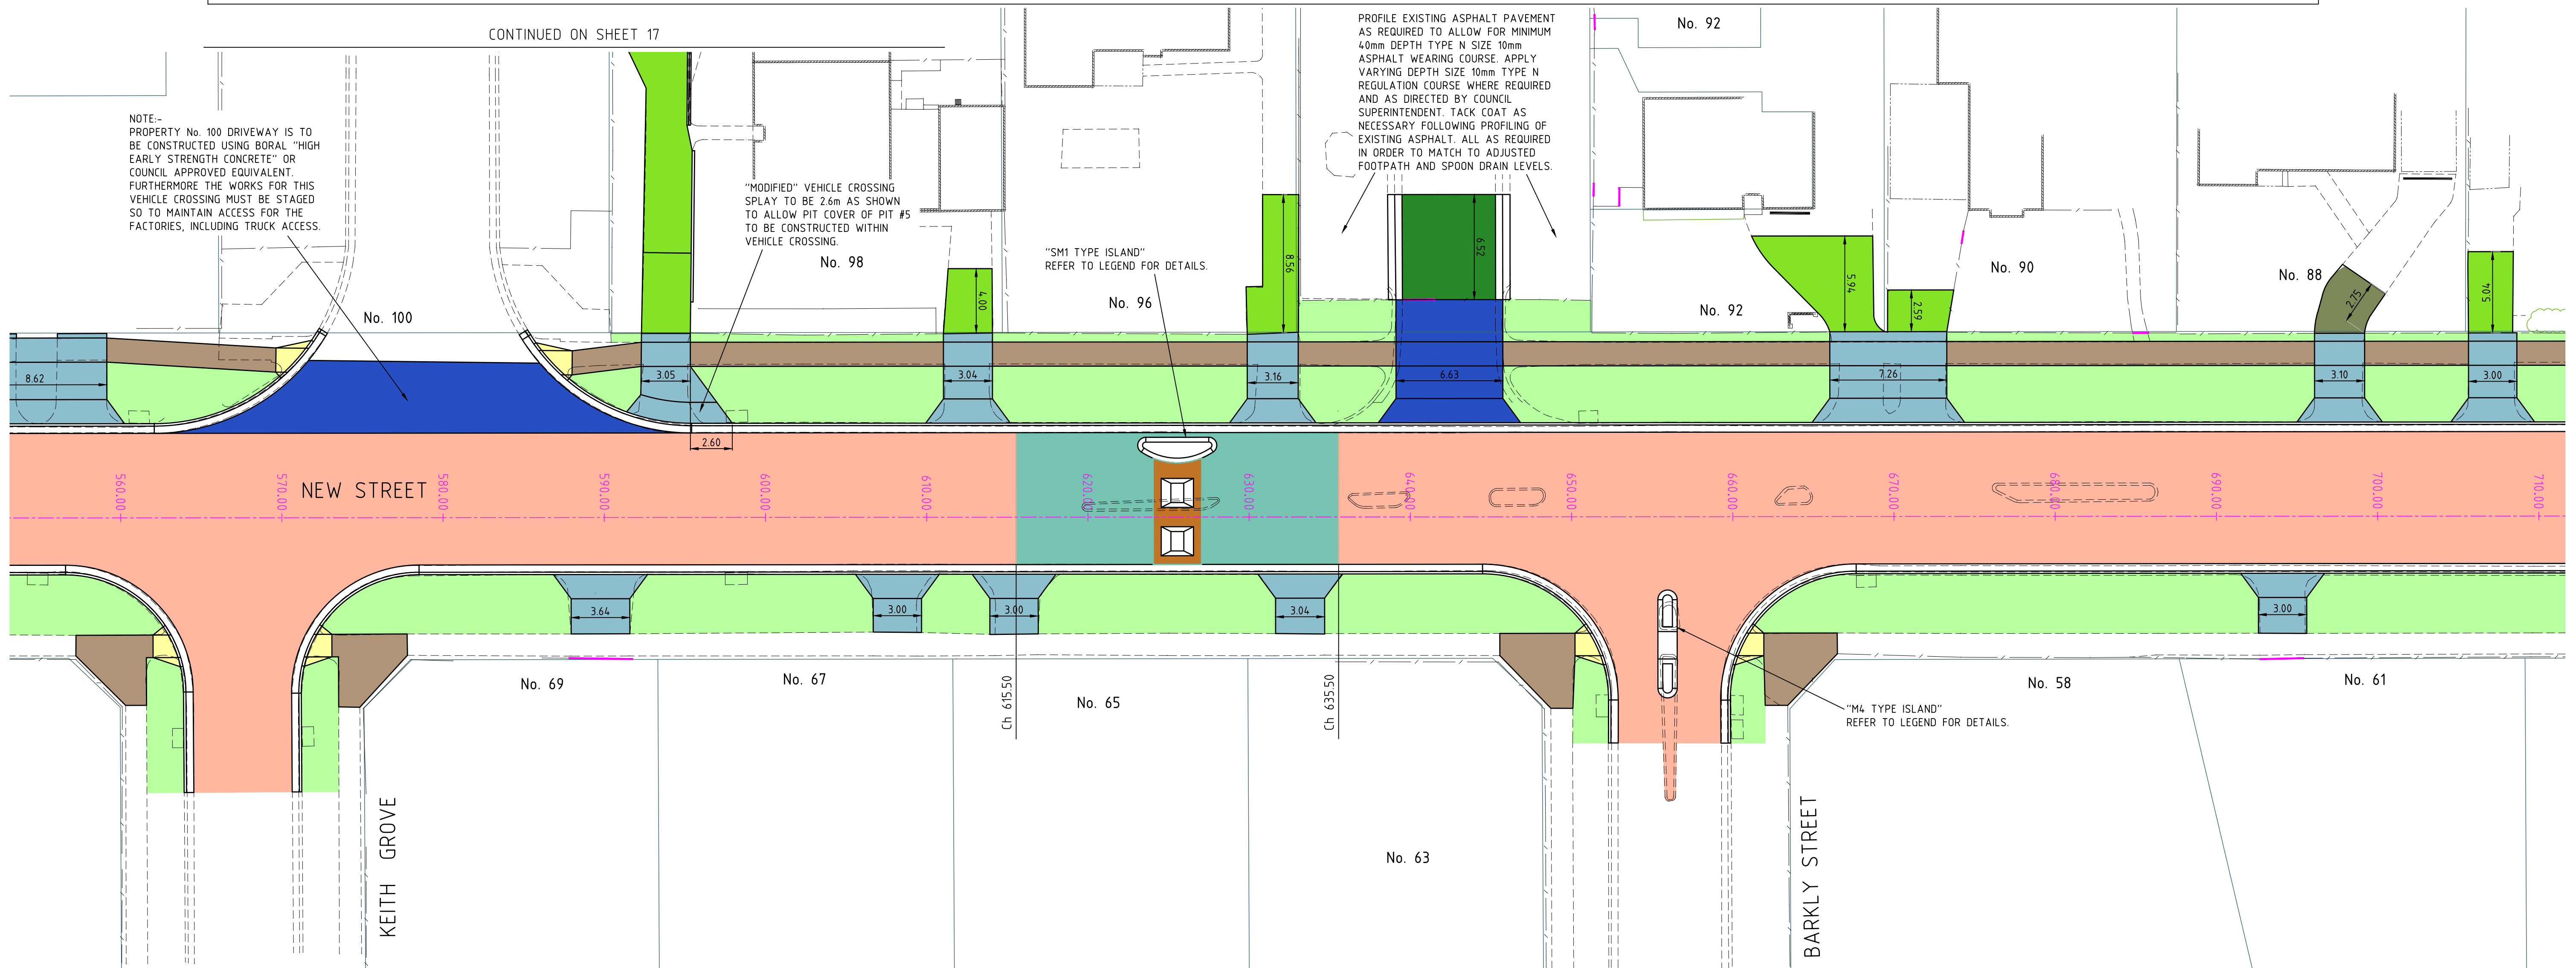 CONTINUED ON SHEET 17
NOTE:-
PROPERTY No. 100 DRIVEWAY IS TO
BE CONSTRUCTED USING BORAL "HIGH
EARLY STRENGTH CONCRETE" OR
COUNCIL APPROVED EQUIVALENT.
FURTHERMORE THE WORKS FOR THIS
VEHICLE CROSSING MUST BE STAGED
SO TO MAINTAIN ACCESS FOR THE
FACTORIES, INCLUDING TRUCK ACCESS.
"MODIFIED" VEHICLE CROSSING
SPLAY TO BE 2.6m AS SHOWN
TO ALLOW PIT COVER OF PIT #5
TO BE CONSTRUCTED WITHIN
VEHICLE CROSSING.
"SM1 TYPE ISLAND"
REFER TO LEGEND FOR DETAILS.
PROFILE EXISTING ASPHALT PAVEMENT
AS REQUIRED TO ALLOW FOR MINIMUM
40mm DEPTH TYPE N SIZE 10mm
ASPHALT WEARING COURSE. APPLY
VARYING DEPTH SIZE 10mm TYPE N
REGULATION COURSE WHERE REQUIRED
AND AS DIRECTED BY COUNCIL
SUPERINTENDENT. TACK COAT AS
NECESSARY FOLLOWING PROFILING OF
EXISTING ASPHALT. ALL AS REQUIRED
IN ORDER TO MATCH TO ADJUSTED
FOOTPATH AND SPOON DRAIN LEVELS.
No. 92
No. 100
No. 98
No. 96
No. 92
No. 90
No. 88
4.00
8.56
6.52
5.94
2.59
2.75
5.04
8.62
3.05
3.04
3.16
6.63
7.26
3.10
3.00
2.60
NEW STREET
560.00
570.00
580.00
590.00
600.00
610.00
620.00
630.00
640.00
650.00
660.00
670.00
680.00
690.00
700.00
710.00
3.64
3.00
3.00
3.04
3.00
Ch 615.50
Ch 635.50
No. 69
No. 67
No. 65
No. 63
No. 58
No. 61
"M4 TYPE ISLAND"
REFER TO LEGEND FOR DETAILS.
KEITH GROVE
BARKLY STREET